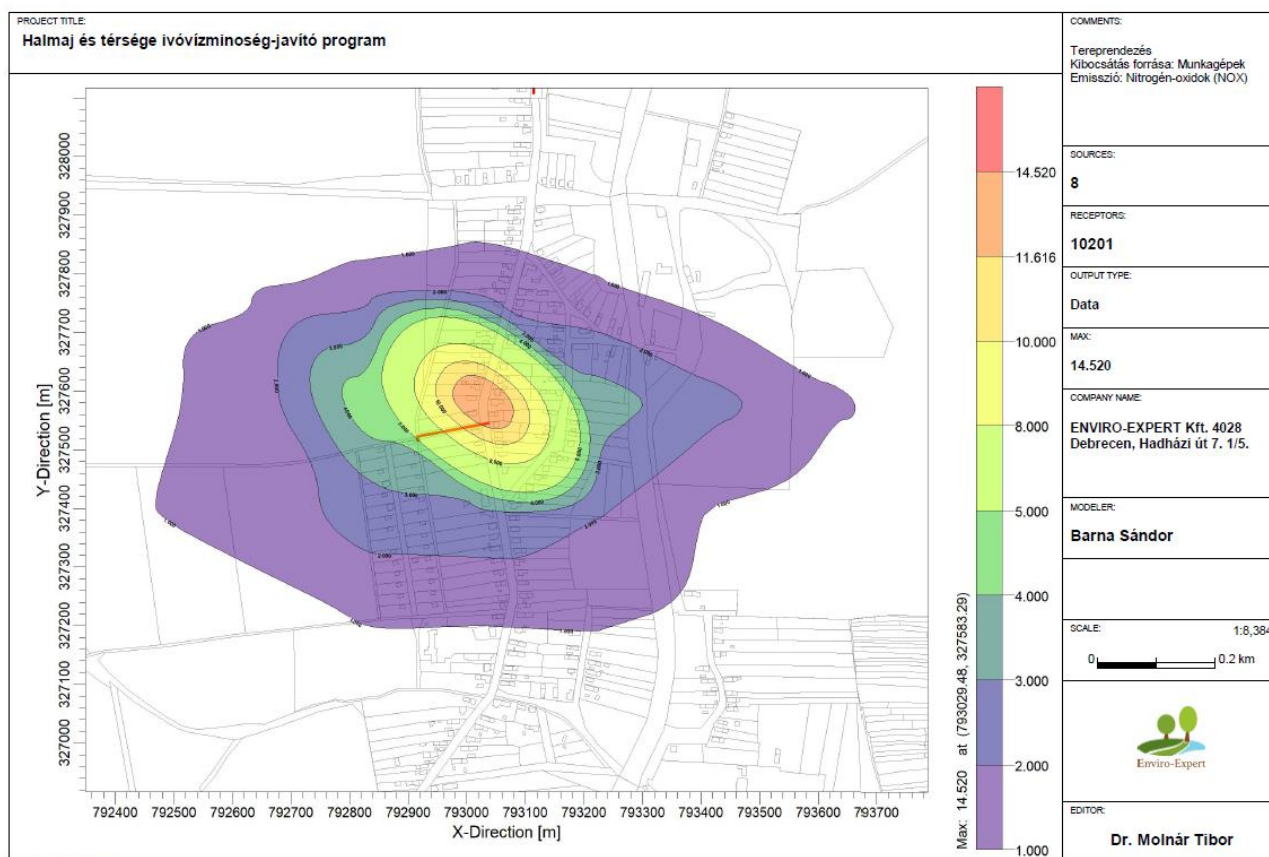 PROJECT TITLE:
Halmaj és térsége ivóvízminoség-javító program
COMMENTS:
Tereprendezés
Kibocsátás forrása: Munkagépek
Emisszió: Nitrogén-oxidok (NOX)
SOURCES:
8
RECEPTORS:
10201
OUTPUT TYPE:
Data
MAX:
14.520
COMPANY NAME:
ENVIRO-EXPERT Kft. 4028
Debrecen, Hadházi út 7. 1/5.
MODELER:
Barna Sándor
SCALE:
1:8,384
0
0.2 km
Enviro-Expert
EDITOR:
Dr. Molnár Tibor
Y-Direction [m]
328000
327900
327800
327700
327600
327500
327400
327300
327200
327100
327000
792400 792500 792600 792700 792800 792900 793000 793100 793200 793300 793400 793500 793600 793700
X-Direction [m]
14.520
11.616
10.000
8.000
5.000
4.000
3.000
2.000
1.000
Max: 14.520 at (793029.48, 327583.29)